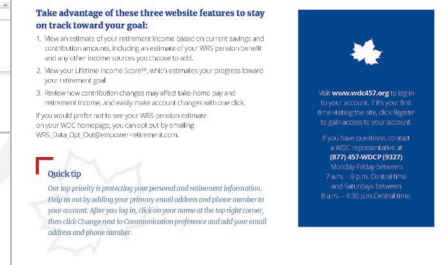 Take advantage of these three website features to stay
on track toward your goal:
1. View an estimate of your retirement income based on current savings and
contribution amounts, including an estimate of your WRS pension benefit
and any other income sources you choose to add.
2. View your Lifetime Income Score℠, which estimates your progress toward
your retirement goal.
3. Review how contribution changes may affect take-home pay and
retirement income, and easily make account changes with one click.
If you would prefer not to see your WRS pension estimate
on your WDC homepage, you can opt out by emailing
WRS_Data_Opt_Out@empower-retirement.com.
Quick tip
Our top priority is protecting your personal and retirement information.
Help us out by adding your primary email address and phone number to
your account. After you log in, click on your name at the top right corner,
then click Change next to Communication preference and add your email
address and phone number.
Visit www.wdc457.org to log in
to your account. If it's your first
time visiting the site, click Register
to gain access to your account.
If you have questions, contact
a WDC representative at
(877) 457-WDCP (9327)
Monday-Friday between
7 a.m. – 9 p.m. Central time
and Saturdays between
8 a.m. – 4:30 p.m Central time.